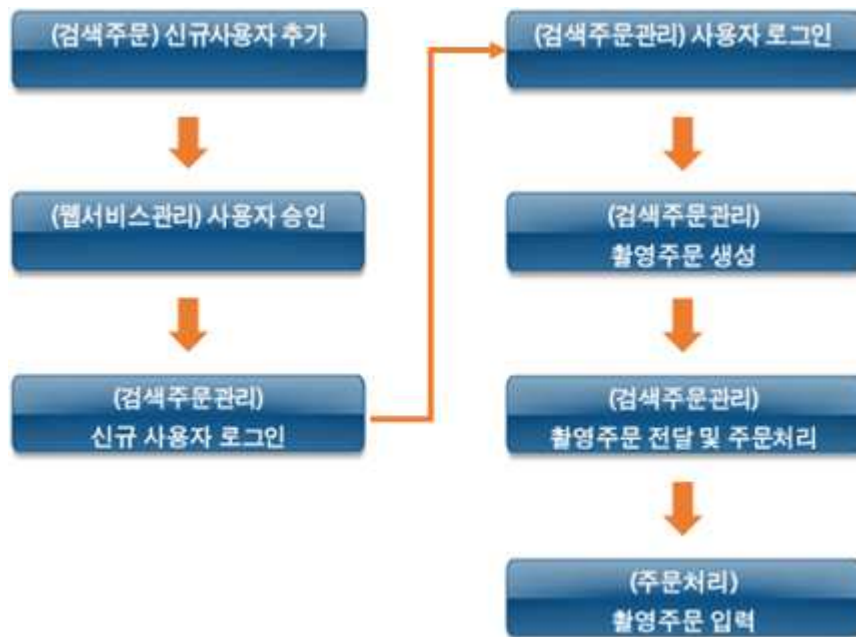 (검색주문) 신규사용자 추가
(웹서비스관리) 사용자 승인
(검색주문관리)
신규 사용자 로그인
(검색주문관리) 사용자 로그인
(검색주문관리)
촬영주문 생성
(검색주문관리)
촬영주문 전달 및 주문처리
(주문처리)
촬영주문 입력